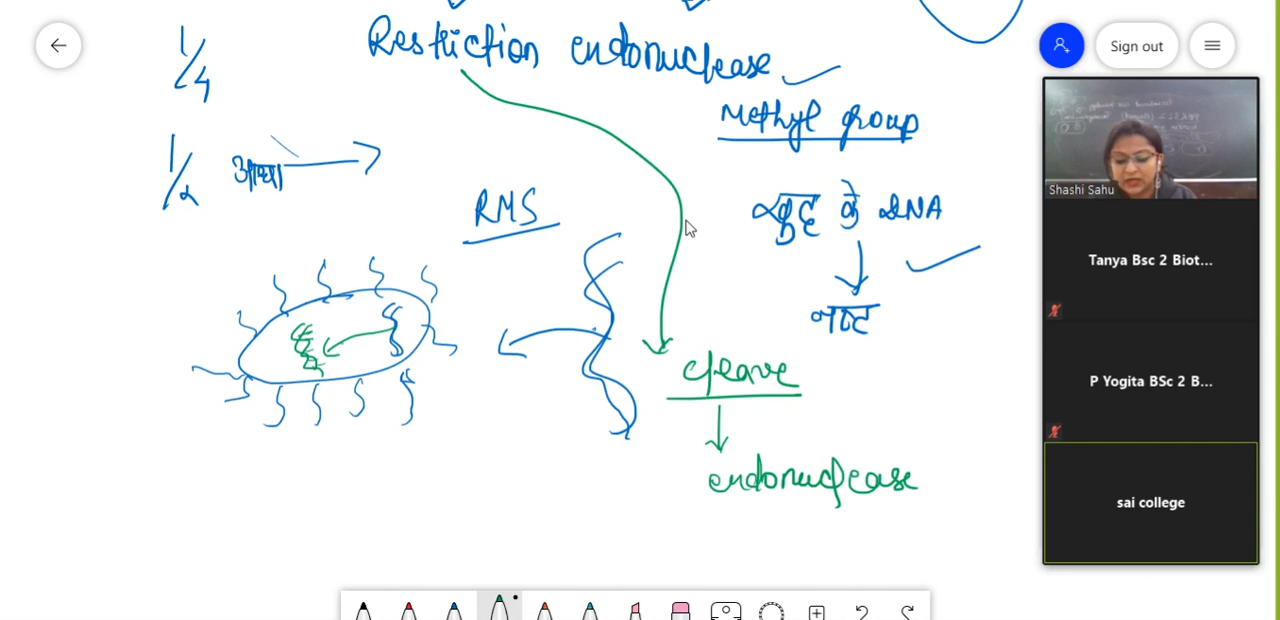 Sign out
1/4
Restriction endonuclease
Methyl group
1/2 आधा
RMS
खुद के DNA
नष्ट
cleave
endonuclease
Shashi Sahu
Tanya Bsc 2 Biot...
P Yogita BSc 2 B...
sai college